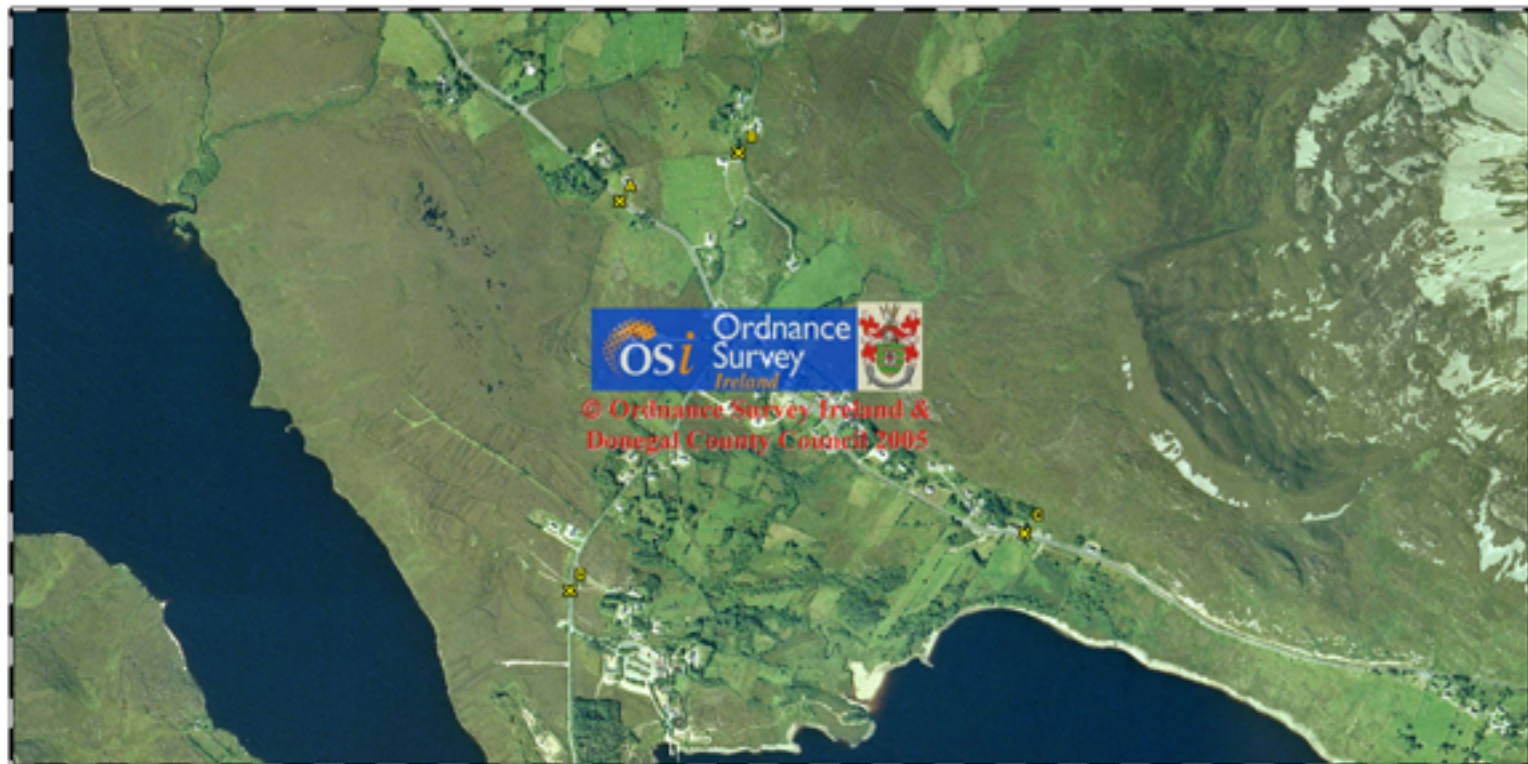 B
A
OSi Ordnance
Survey
Ireland
© Ordnance Survey Ireland &
Donegal County Council 2005
C